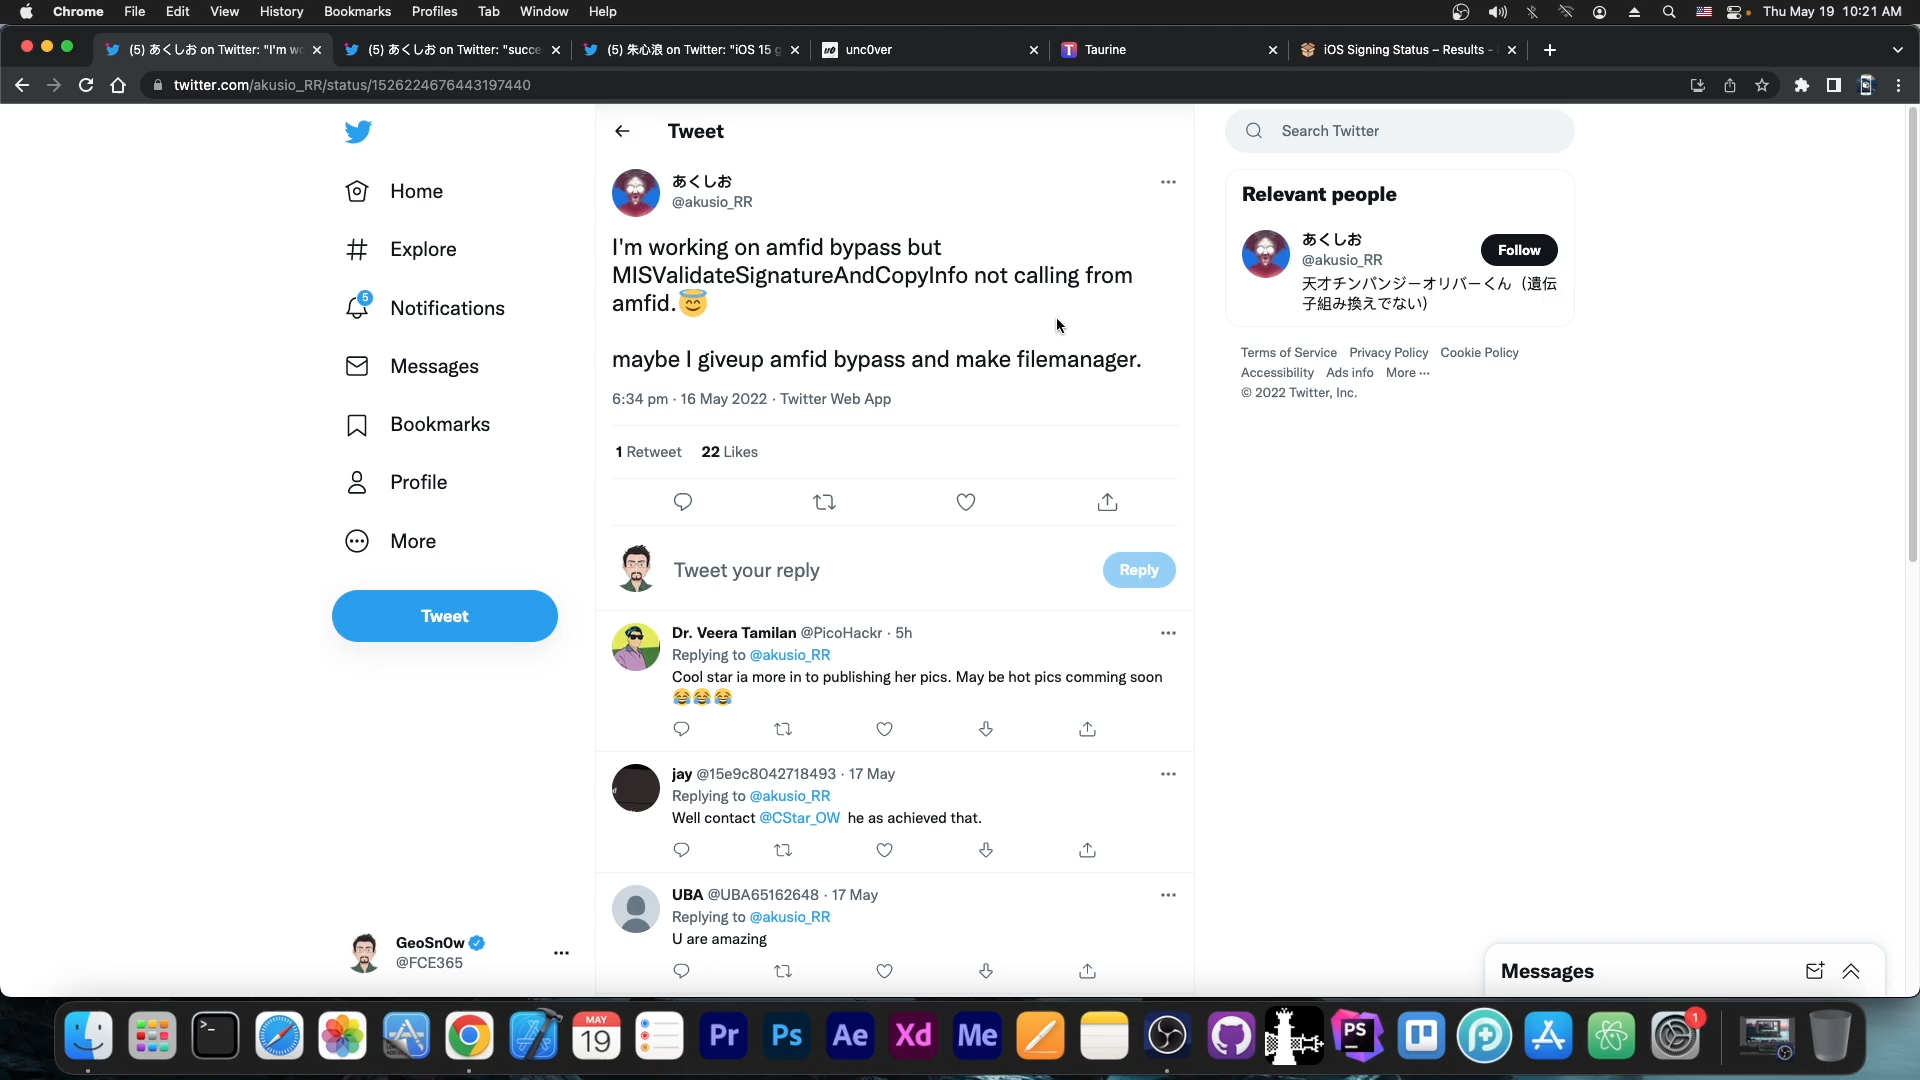 Chrome File Edit View History Bookmarks Profiles Tab Window Help Thu May 19 10:21 AM
(5) あくしお on Twitter: "I'm wo (5) あくしお on Twitter: "succe (5) 朱心浪 on Twitter: "iOS 15 g unc0ver Taurine iOS Signing Status – Results -
twitter.com/akusio_RR/status/1526224676443197440
Home
Explore
5
Notifications
Messages
Bookmarks
Profile
More
Tweet
GeoSn0w
@FCE365
Tweet
あくしお
@akusio_RR
I'm working on amfid bypass but
MISValidateSignatureAndCopyInfo not calling from
amfid.😇
maybe I giveup amfid bypass and make filemanager.
6:34 pm · 16 May 2022 · Twitter Web App
1 Retweet 22 Likes
Tweet your reply
Reply
Dr. Veera Tamilan @PicoHackr · 5h
Replying to @akusio_RR
Cool star ia more in to publishing her pics. May be hot pics comming soon
😂😂😂
jay @15e9c8042718493 · 17 May
Replying to @akusio_RR
Well contact @CStar_OW he as achieved that.
UBA @UBA65162648 · 17 May
Replying to @akusio_RR
U are amazing
Search Twitter
Relevant people
あくしお
@akusio_RR
Follow
天才チンパンジーオリバーくん（遺伝
子組み換えでない）
Terms of Service Privacy Policy Cookie Policy
Accessibility Ads info More ···
© 2022 Twitter, Inc.
Messages
MAY
19
Pr Ps Ae Xd Me PS
1